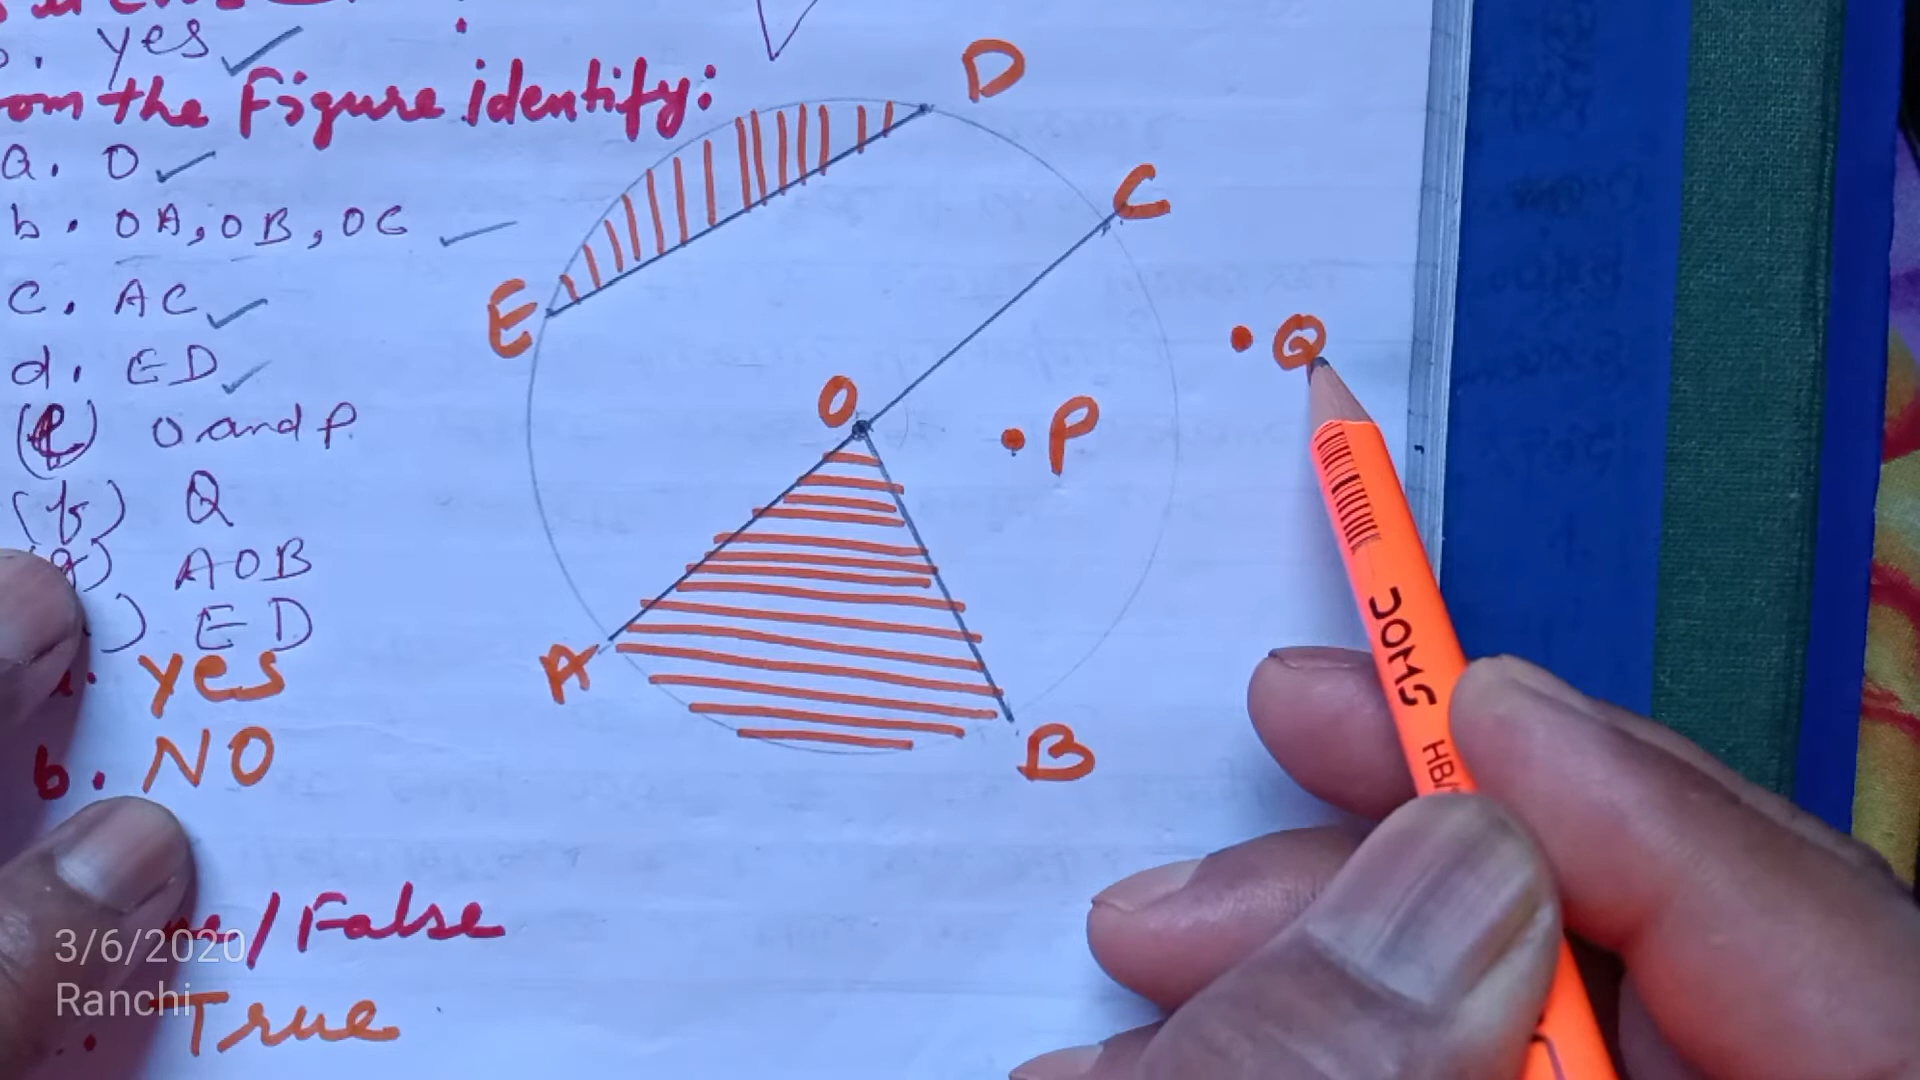 b. yes
om the Figure identify:
a. O
b. OA, OB, OC
C. AC
d. ED
(e) O and P
(f) Q
g) AOB
) ED
yes
b. NO
/False
True
D
C
E
O
P
Q
A
B
DOMS
HB/
3/6/2020
Ranchi